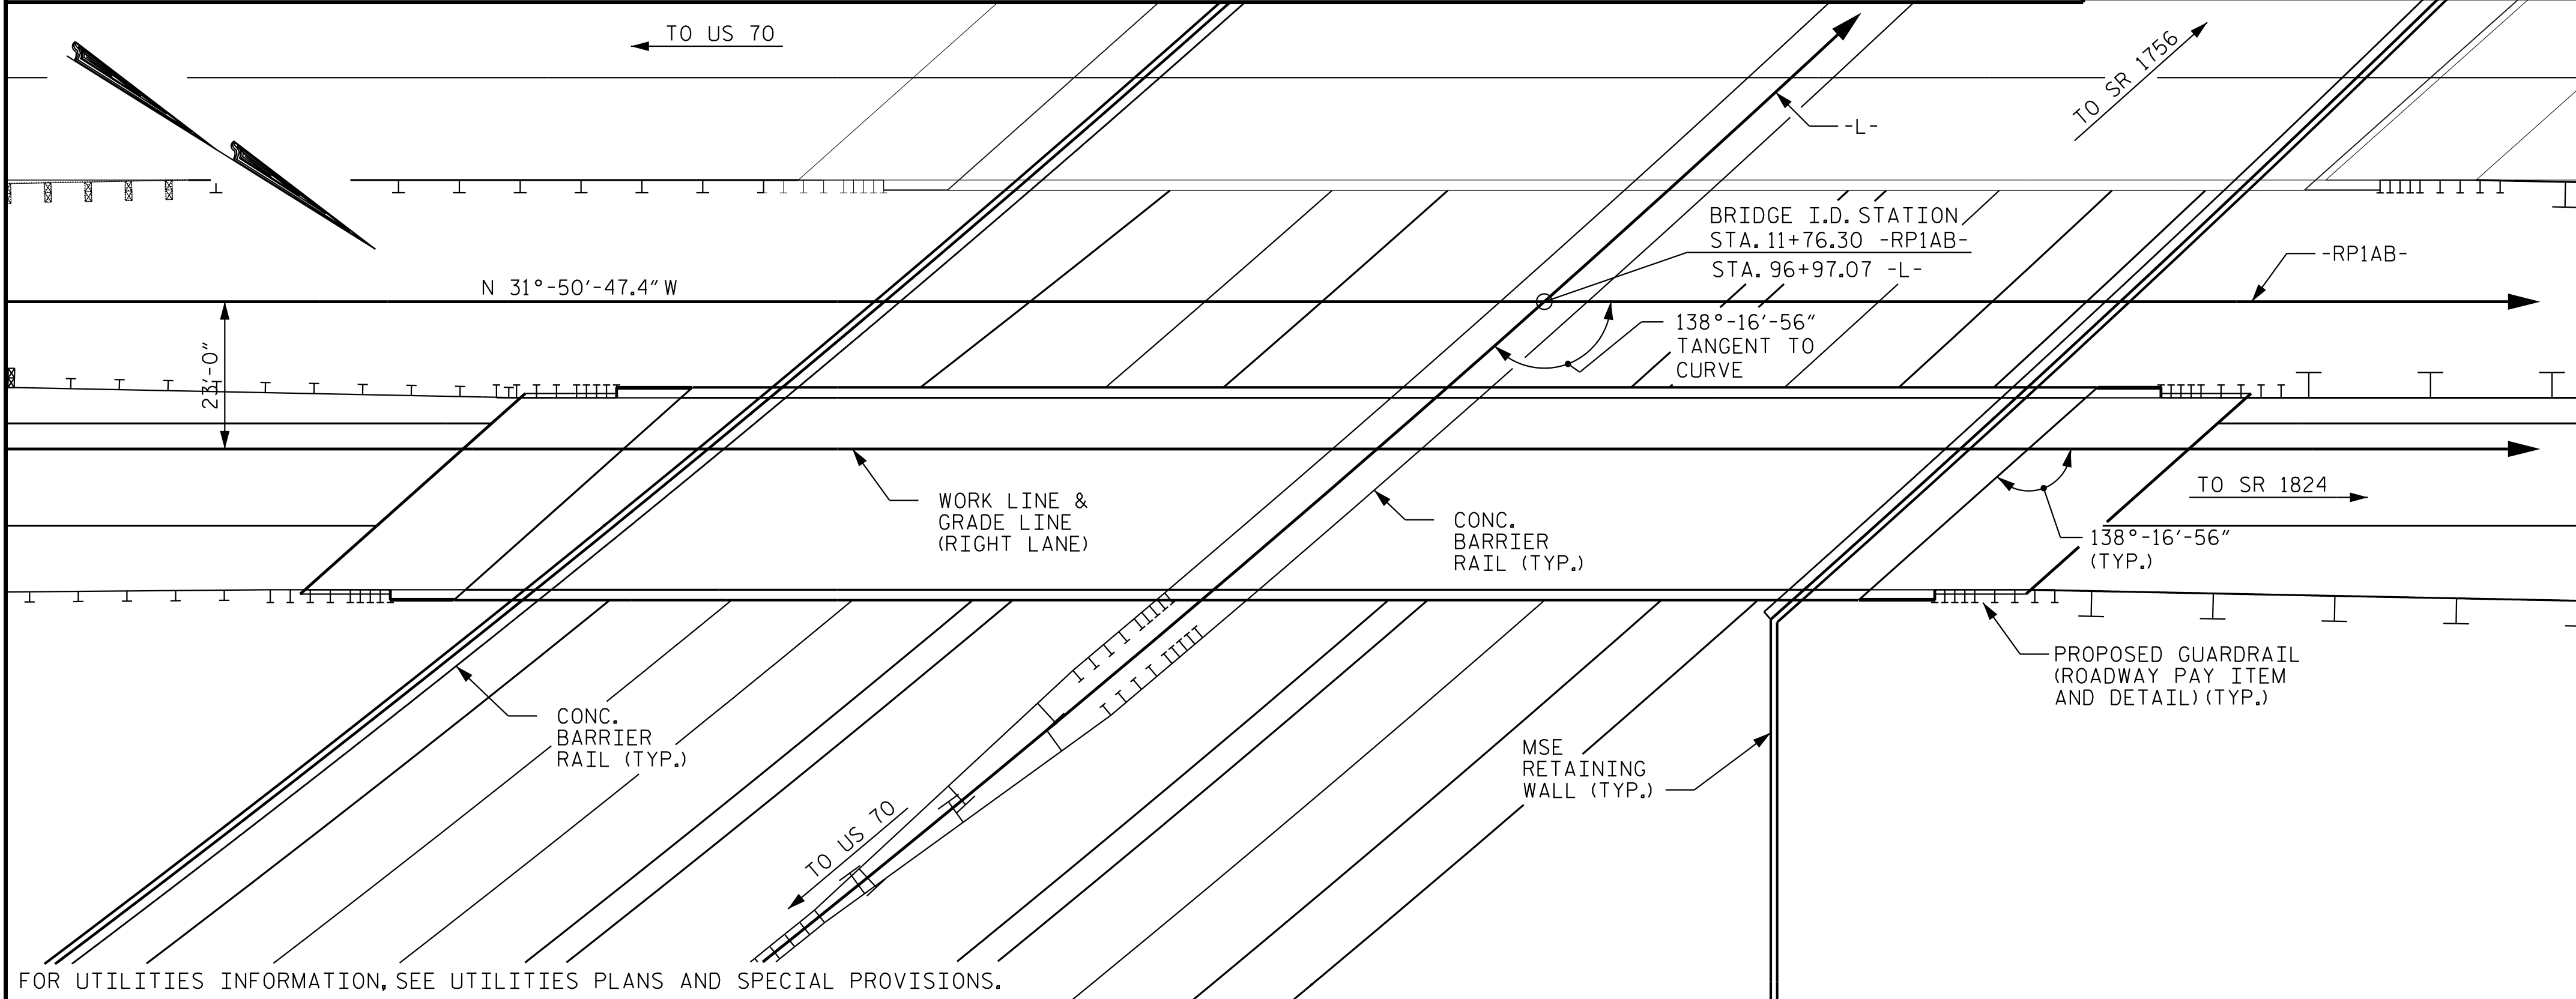 TO US 70
TO SR 1756
-L-
BRIDGE I.D. STATION
STA. 11+76.30 -RP1AB-
STA. 96+97.07 -L-
-RP1AB-
N 31°-50'-47.4" W
138°-16'-56"
TANGENT TO
CURVE
23'-0"
WORK LINE &
GRADE LINE
(RIGHT LANE)
CONC.
BARRIER
RAIL (TYP.)
TO SR 1824
138°-16'-56"
(TYP.)
PROPOSED GUARDRAIL
(ROADWAY PAY ITEM
AND DETAIL) (TYP.)
CONC.
BARRIER
RAIL (TYP.)
MSE
RETAINING
WALL (TYP.)
TO US 70
FOR UTILITIES INFORMATION, SEE UTILITIES PLANS AND SPECIAL PROVISIONS.